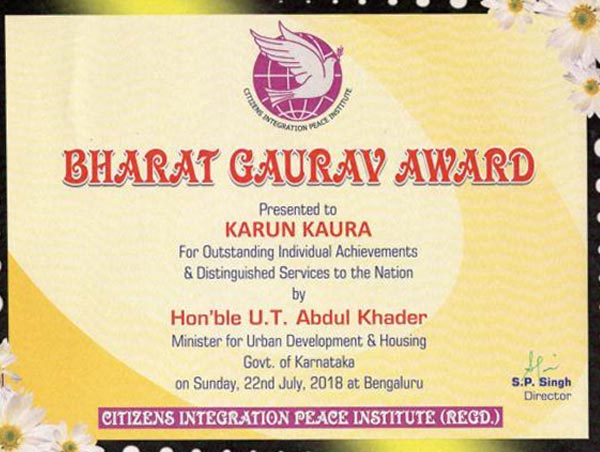 CITIZENS INTEGRATION PEACE INSTITUTE
BHARAT GAURAV AWARD
Presented to
KARUN KAURA
For Outstanding Individual Achievements
& Distinguished Services to the Nation
by
Hon'ble U.T. Abdul Khader
Minister for Urban Development & Housing
Govt. of Karnataka
on Sunday, 22nd July, 2018 at Bengaluru
S.P. Singh
Director
CITIZENS INTEGRATION PEACE INSTITUTE (REGD.)